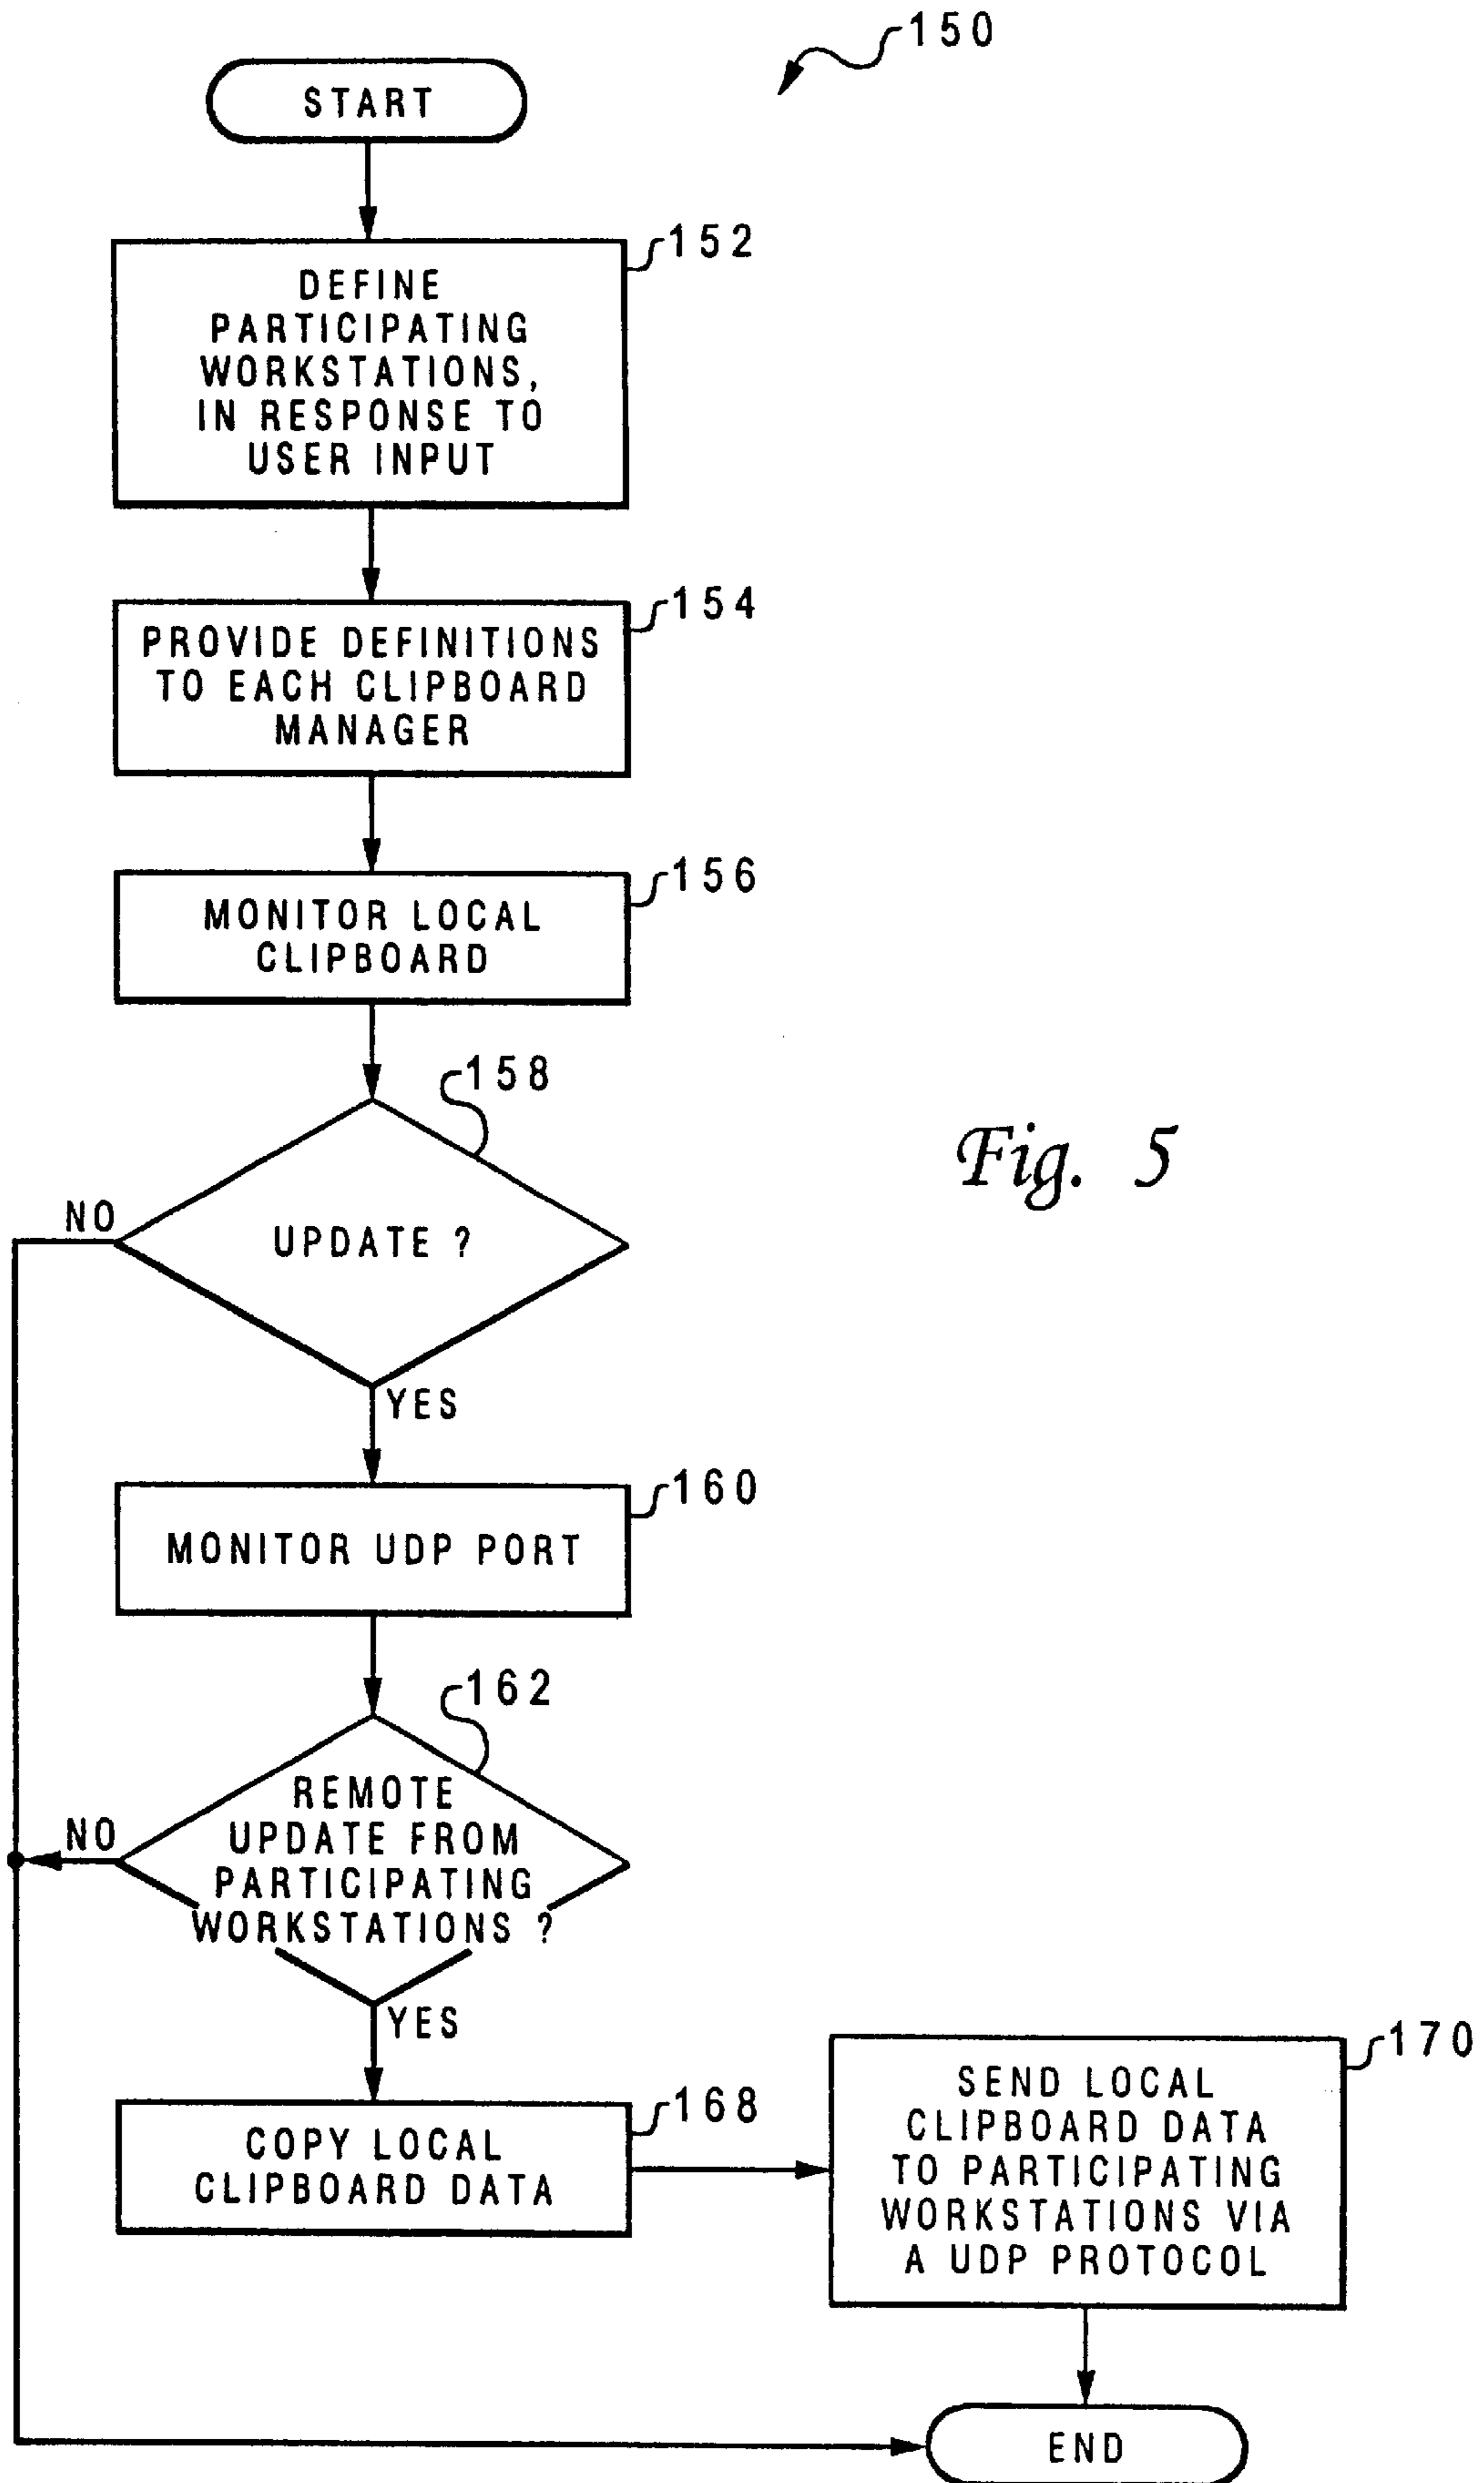 150
START
152
DEFINE
PARTICIPATING
WORKSTATIONS,
IN RESPONSE TO
USER INPUT
154
PROVIDE DEFINITIONS
TO EACH CLIPBOARD
MANAGER
156
MONITOR LOCAL
CLIPBOARD
158
NO
UPDATE ?
YES
Fig. 5
160
MONITOR UDP PORT
162
NO
REMOTE
UPDATE FROM
PARTICIPATING
WORKSTATIONS ?
YES
168
COPY LOCAL
CLIPBOARD DATA
170
SEND LOCAL
CLIPBOARD DATA
TO PARTICIPATING
WORKSTATIONS VIA
A UDP PROTOCOL
END